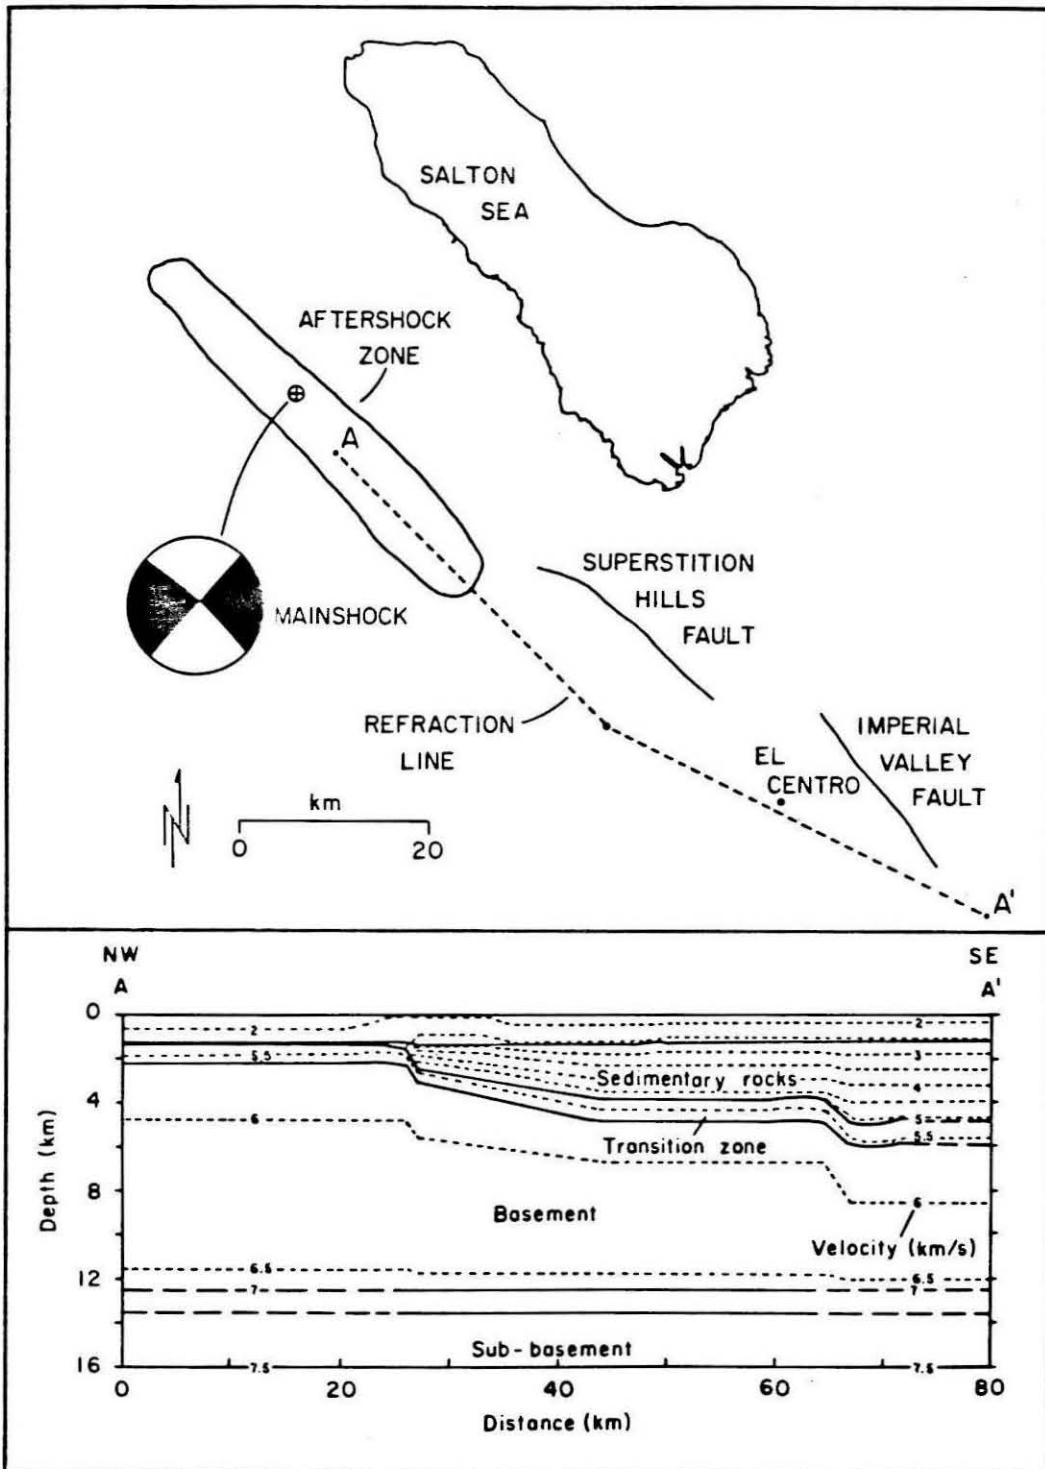 SALTON
SEA
AFTERSHOCK
ZONE
A
MAINSHOCK
SUPERSTITION
HILLS
FAULT
REFRACTION
LINE
IMPERIAL
VALLEY
FAULT
EL
CENTRO
N
km
0 20
A'
NW SE
A A'
0
4
8
12
16
Depth (km)
2 2
5.5 3
4
Sedimentary rocks
5
5.5
Transition zone
6 6
Basement
Velocity (km/s)
6.5 6.5
7 7
Sub-basement
7.5 7.5
0 20 40 60 80
Distance (km)